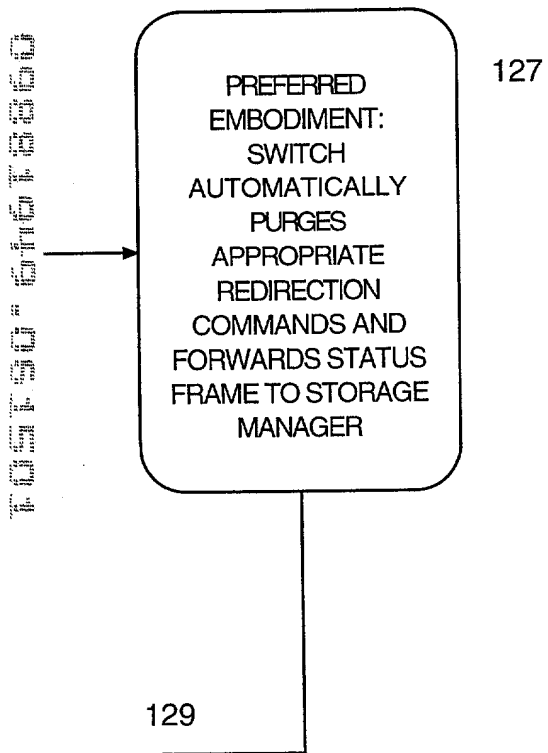 127
PREFERRED
EMBODIMENT:
SWITCH
AUTOMATICALLY
PURGES
APPROPRIATE
REDIRECTION
COMMANDS AND
FORWARDS STATUS
FRAME TO STORAGE
MANAGER
129